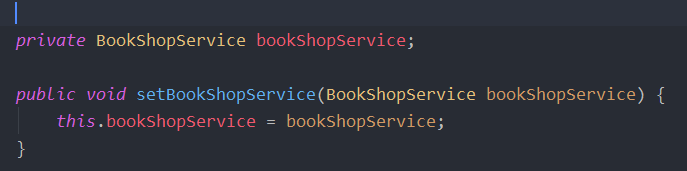 private BookShopService bookShopService;
public void setBookShopService(BookShopService bookShopService) {
this.bookShopService = bookShopService;
}